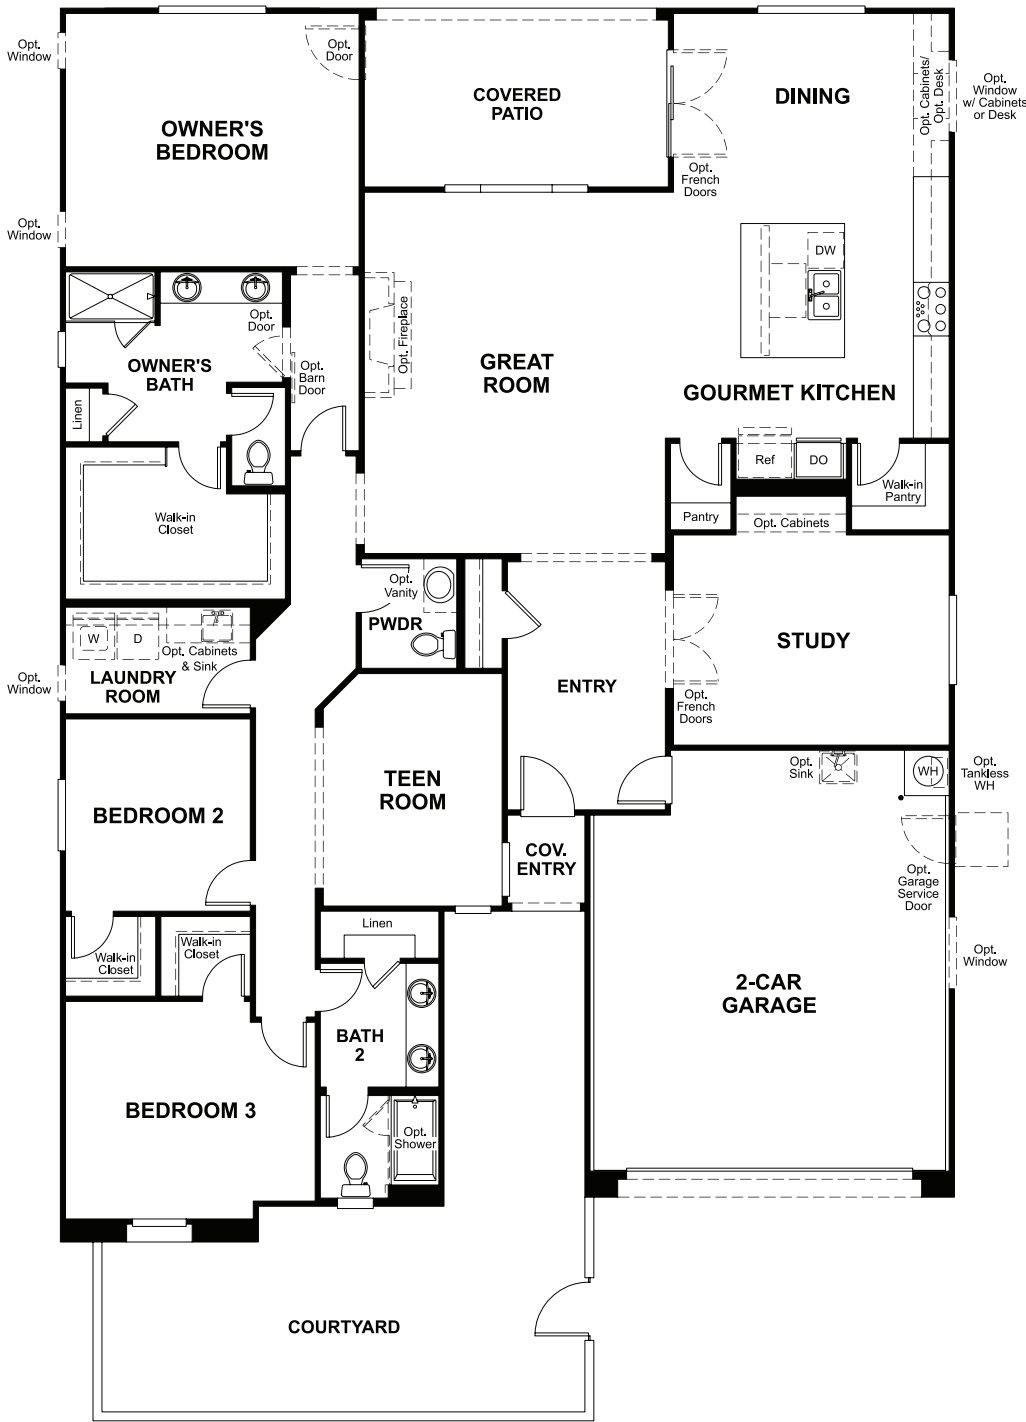 Opt.
Window
Opt.
Door
COVERED
PATIO
DINING
Opt. Cabinets/
Opt. Desk
Opt.
Window
w/ Cabinets
or Desk
OWNER'S
BEDROOM
Opt.
French
Doors
Opt.
Window
DW
Opt.
Door
Opt. Fireplace
OWNER'S
BATH
Opt.
Barn
Door
GREAT
ROOM
GOURMET KITCHEN
Linen
Ref
DO
Walk-in
Pantry
Walk-in
Closet
Pantry
Opt. Cabinets
Opt.
Vanity
PWDR
W
D
Opt. Cabinets
& Sink
STUDY
Opt.
Window
LAUNDRY
ROOM
ENTRY
Opt.
French
Doors
TEEN
ROOM
Opt.
Sink
WH
Opt.
Tankless
WH
BEDROOM 2
COV.
ENTRY
Opt.
Garage
Service
Door
Linen
Walk-in
Closet
Walk-in
Closet
Opt.
Window
2-CAR
GARAGE
BATH
2
BEDROOM 3
Opt.
Shower
COURTYARD